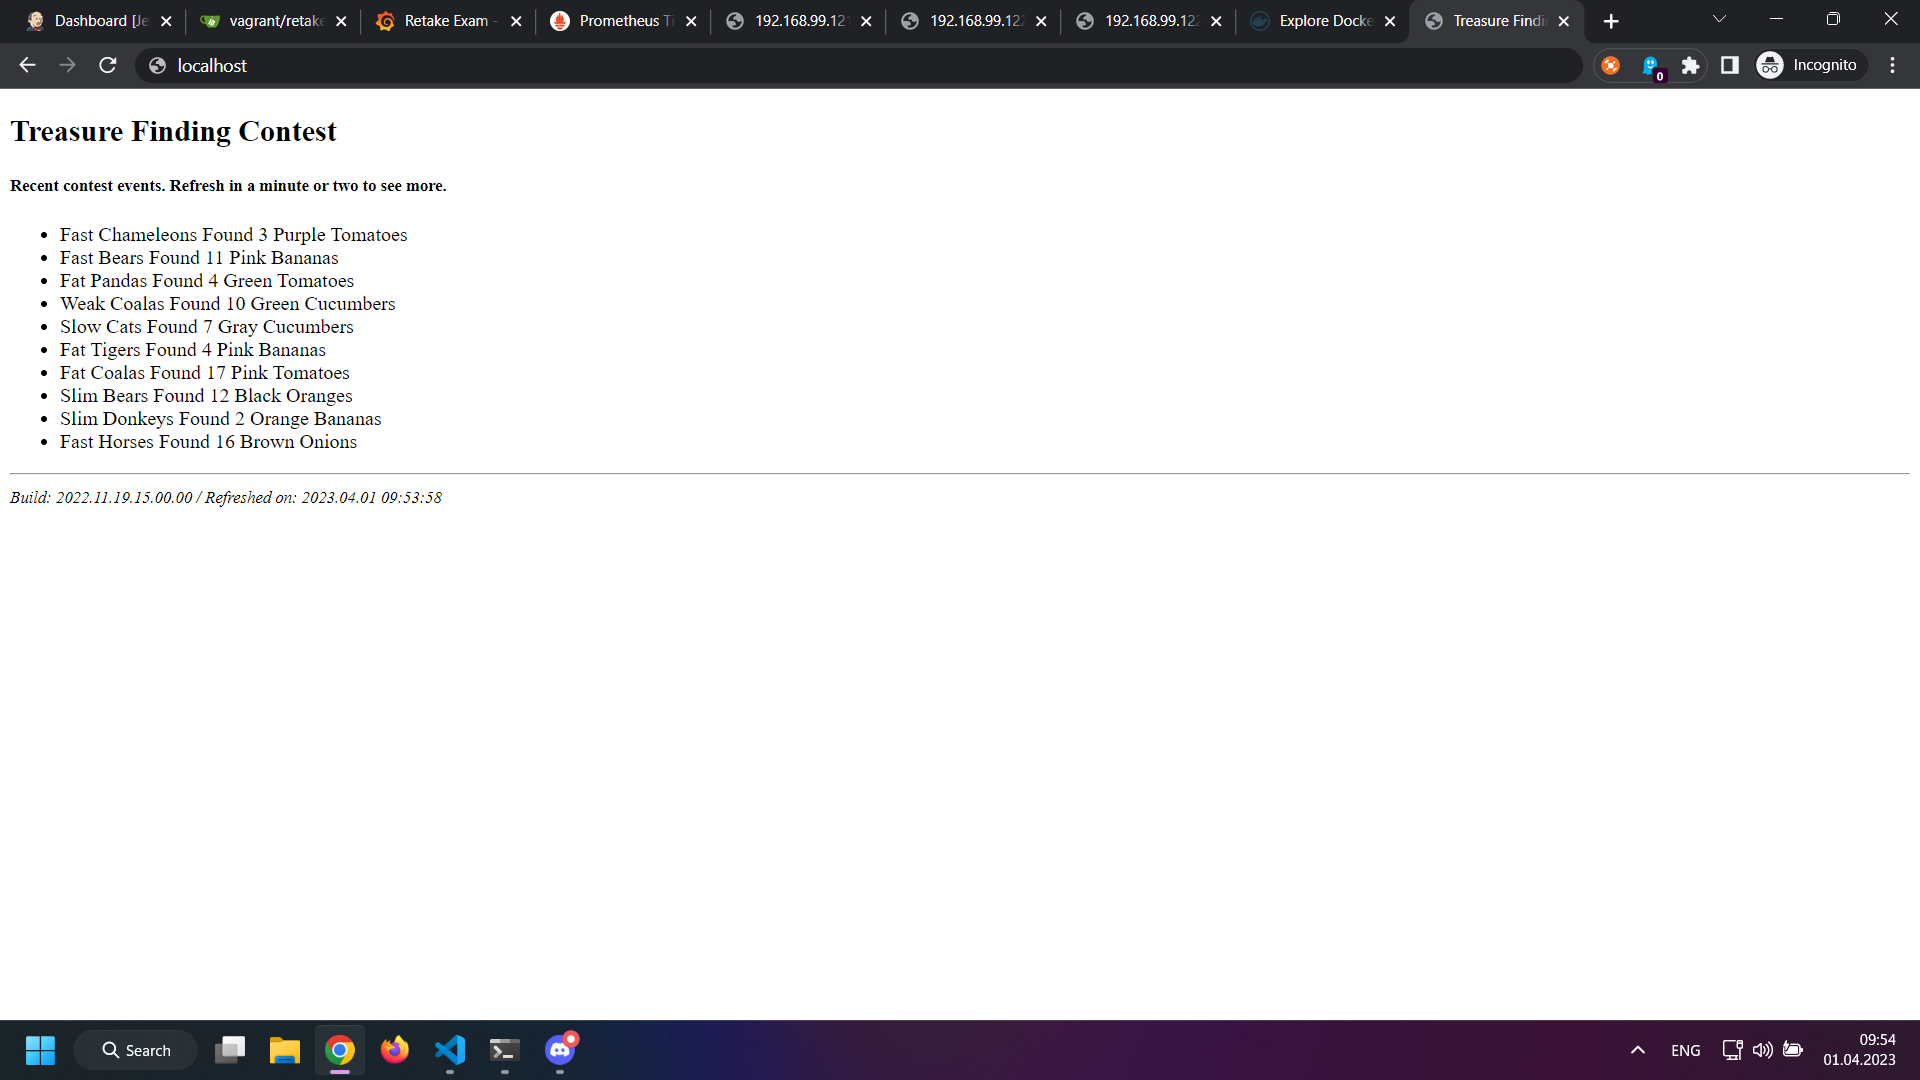 Dashboard [Je
vagrant/retake
Retake Exam -
Prometheus Ti
192.168.99.121
192.168.99.122
192.168.99.122
Explore Docke
Treasure Findi
localhost
0
Incognito
Treasure Finding Contest
Recent contest events. Refresh in a minute or two to see more.
• Fast Chameleons Found 3 Purple Tomatoes
• Fast Bears Found 11 Pink Bananas
• Fat Pandas Found 4 Green Tomatoes
• Weak Coalas Found 10 Green Cucumbers
• Slow Cats Found 7 Gray Cucumbers
• Fat Tigers Found 4 Pink Bananas
• Fat Coalas Found 17 Pink Tomatoes
• Slim Bears Found 12 Black Oranges
• Slim Donkeys Found 2 Orange Bananas
• Fast Horses Found 16 Brown Onions
Build: 2022.11.19.15.00.00 / Refreshed on: 2023.04.01 09:53:58
Search
ENG
09:54
01.04.2023